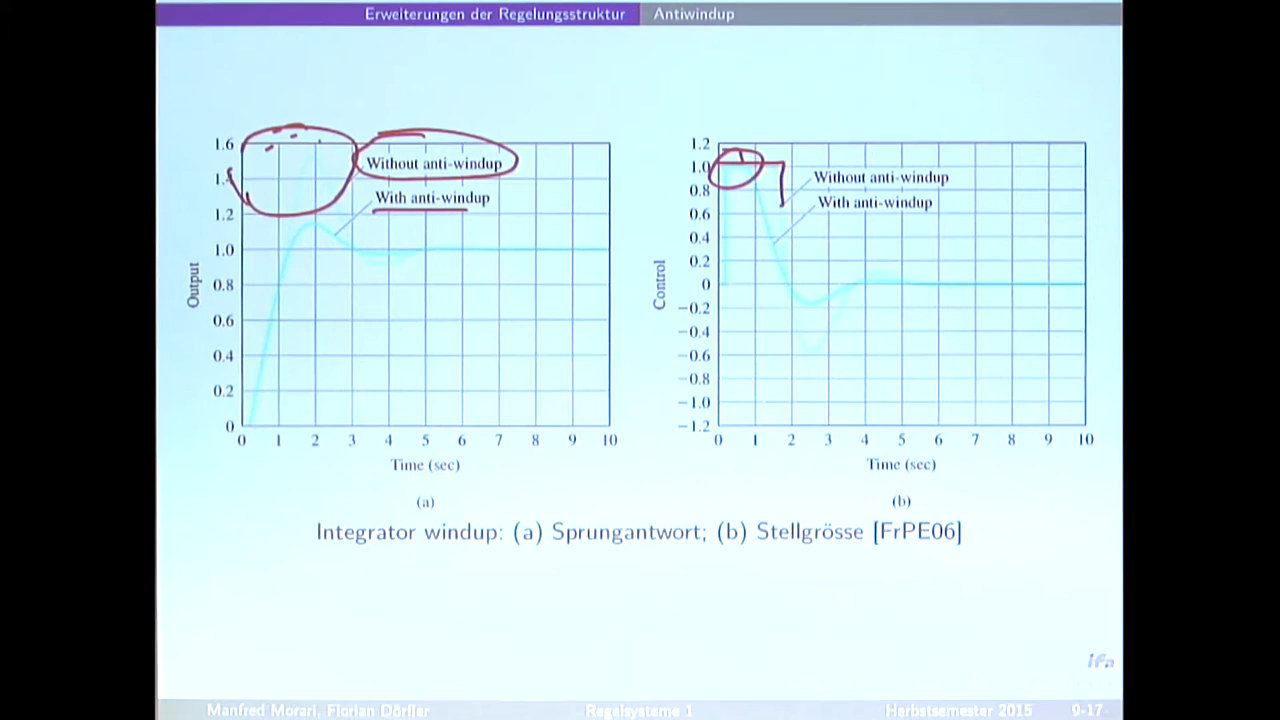 Erweiterungen der Regelungsstruktur Antiwindup
1.6
1.4
1.2
1.0
0.8
0.6
0.4
0.2
0
Output
Without anti-windup
With anti-windup
0 1 2 3 4 5 6 7 8 9 10
Time (sec)
(a)
1.2
1.0
0.8
0.6
0.4
0.2
0
−0.2
−0.4
−0.6
−0.8
−1.0
−1.2
Control
Without anti-windup
With anti-windup
0 1 2 3 4 5 6 7 8 9 10
Time (sec)
(b)
Integrator windup: (a) Sprungantwort; (b) Stellgrösse [FrPE06]
ifa
Manfred Morari, Florian Dörfler Regelsysteme 1 Herbstsemester 2015 9-17